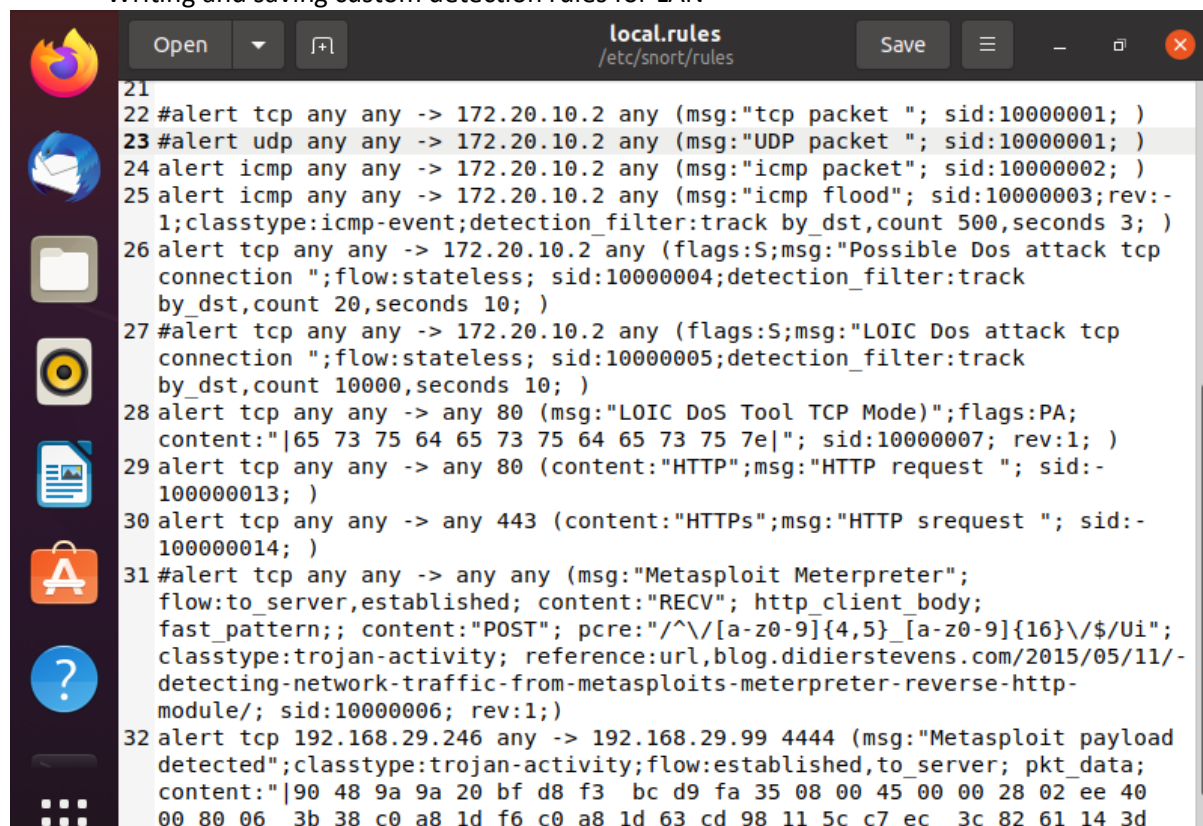 Writing and saving custom detection rules for LAN
Open
local.rules
/etc/snort/rules
Save
21
22 #alert tcp any any -> 172.20.10.2 any (msg:"tcp packet "; sid:10000001; )
23 #alert udp any any -> 172.20.10.2 any (msg:"UDP packet "; sid:10000001; )
24 alert icmp any any -> 172.20.10.2 any (msg:"icmp packet"; sid:10000002; )
25 alert icmp any any -> 172.20.10.2 any (msg:"icmp flood"; sid:10000003;rev:-
1;classtype:icmp-event;detection_filter:track by_dst,count 500,seconds 3; )
26 alert tcp any any -> 172.20.10.2 any (flags:S;msg:"Possible Dos attack tcp
connection ";flow:stateless; sid:10000004;detection_filter:track
by_dst,count 20,seconds 10; )
27 #alert tcp any any -> 172.20.10.2 any (flags:S;msg:"LOIC Dos attack tcp
connection ";flow:stateless; sid:10000005;detection_filter:track
by_dst,count 10000,seconds 10; )
28 alert tcp any any -> any 80 (msg:"LOIC DoS Tool TCP Mode)";flags:PA;
content:"|65 73 75 64 65 73 75 64 65 73 75 7e|"; sid:10000007; rev:1; )
29 alert tcp any any -> any 80 (content:"HTTP";msg:"HTTP request "; sid:-
100000013; )
30 alert tcp any any -> any 443 (content:"HTTPs";msg:"HTTP srequest "; sid:-
100000014; )
31 #alert tcp any any -> any any (msg:"Metasploit Meterpreter";
flow:to_server,established; content:"RECV"; http_client_body;
fast_pattern;; content:"POST"; pcre:"/^\/[a-z0-9]{4,5}_[a-z0-9]{16}\/$/Ui";
classtype:trojan-activity; reference:url,blog.didierstevens.com/2015/05/11/-
detecting-network-traffic-from-metasploits-meterpreter-reverse-http-
module/; sid:10000006; rev:1;)
32 alert tcp 192.168.29.246 any -> 192.168.29.99 4444 (msg:"Metasploit payload
detected";classtype:trojan-activity;flow:established,to_server; pkt_data;
content:"|90 48 9a 9a 20 bf d8 f3  bc d9 fa 35 08 00 45 00 00 28 02 ee 40
00 80 06  3b 38 c0 a8 1d f6 c0 a8 1d 63 cd 98 11 5c c7 ec  3c 82 61 14 3d